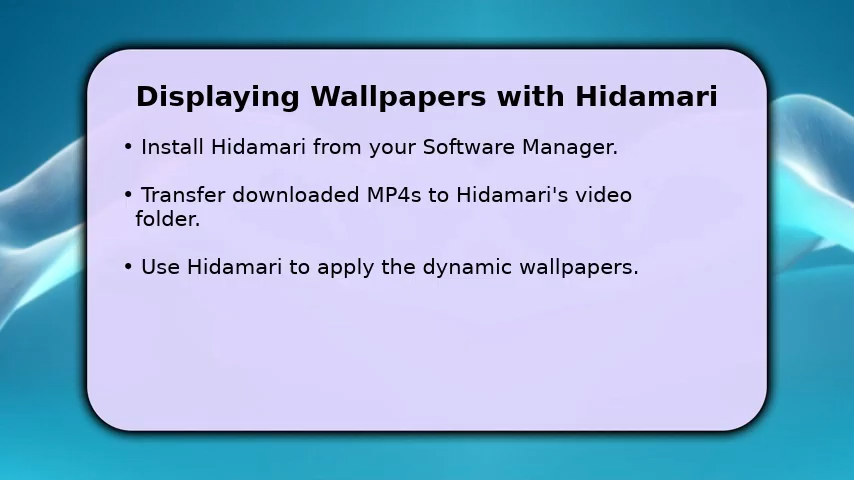 Displaying Wallpapers with Hidamari
• Install Hidamari from your Software Manager.
• Transfer downloaded MP4s to Hidamari's video
folder.
• Use Hidamari to apply the dynamic wallpapers.